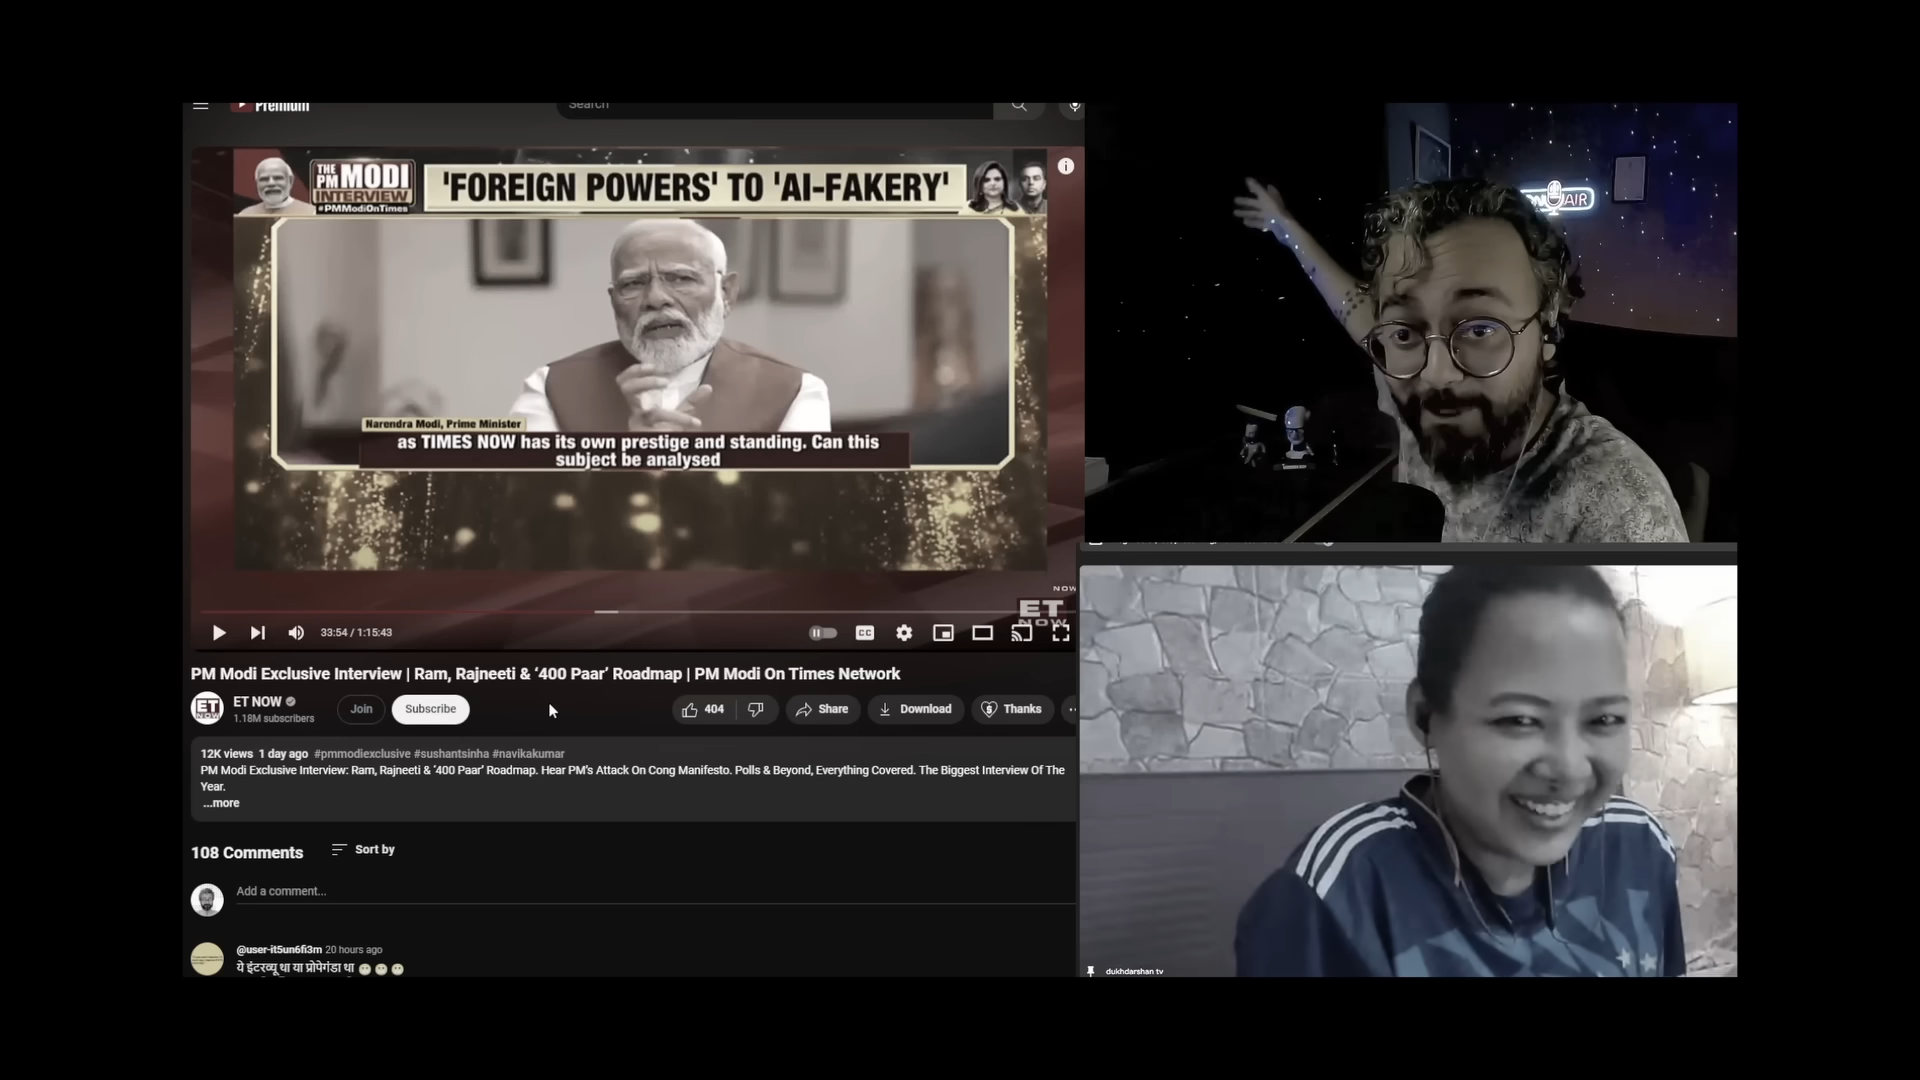 Premium
Search
THE
PM MODI
INTERVIEW
#PMModiOnTimes
'FOREIGN POWERS' TO 'AI-FAKERY'
AIR
Narendra Modi, Prime Minister
as TIMES NOW has its own prestige and standing. Can this
subject be analysed
NOW
ET
NOW
33:54 / 1:15:43
CC
PM Modi Exclusive Interview | Ram, Rajneeti & ‘400 Paar’ Roadmap | PM Modi On Times Network
ET NOW
ET NOW
1.18M subscribers
Join
Subscribe
404
Share
Download
Thanks
12K views 1 day ago #pmmodiexclusive #sushantsinha #navikakumar
PM Modi Exclusive Interview: Ram, Rajneeti & ‘400 Paar’ Roadmap. Hear PM's Attack On Cong Manifesto. Polls & Beyond, Everything Covered. The Biggest Interview Of The
Year.
...more
108 Comments
Sort by
Add a comment...
@user-it5un6fi3m 20 hours ago
ये इंटरव्यू था या प्रोपेगंडा था
dukhdarshan tv